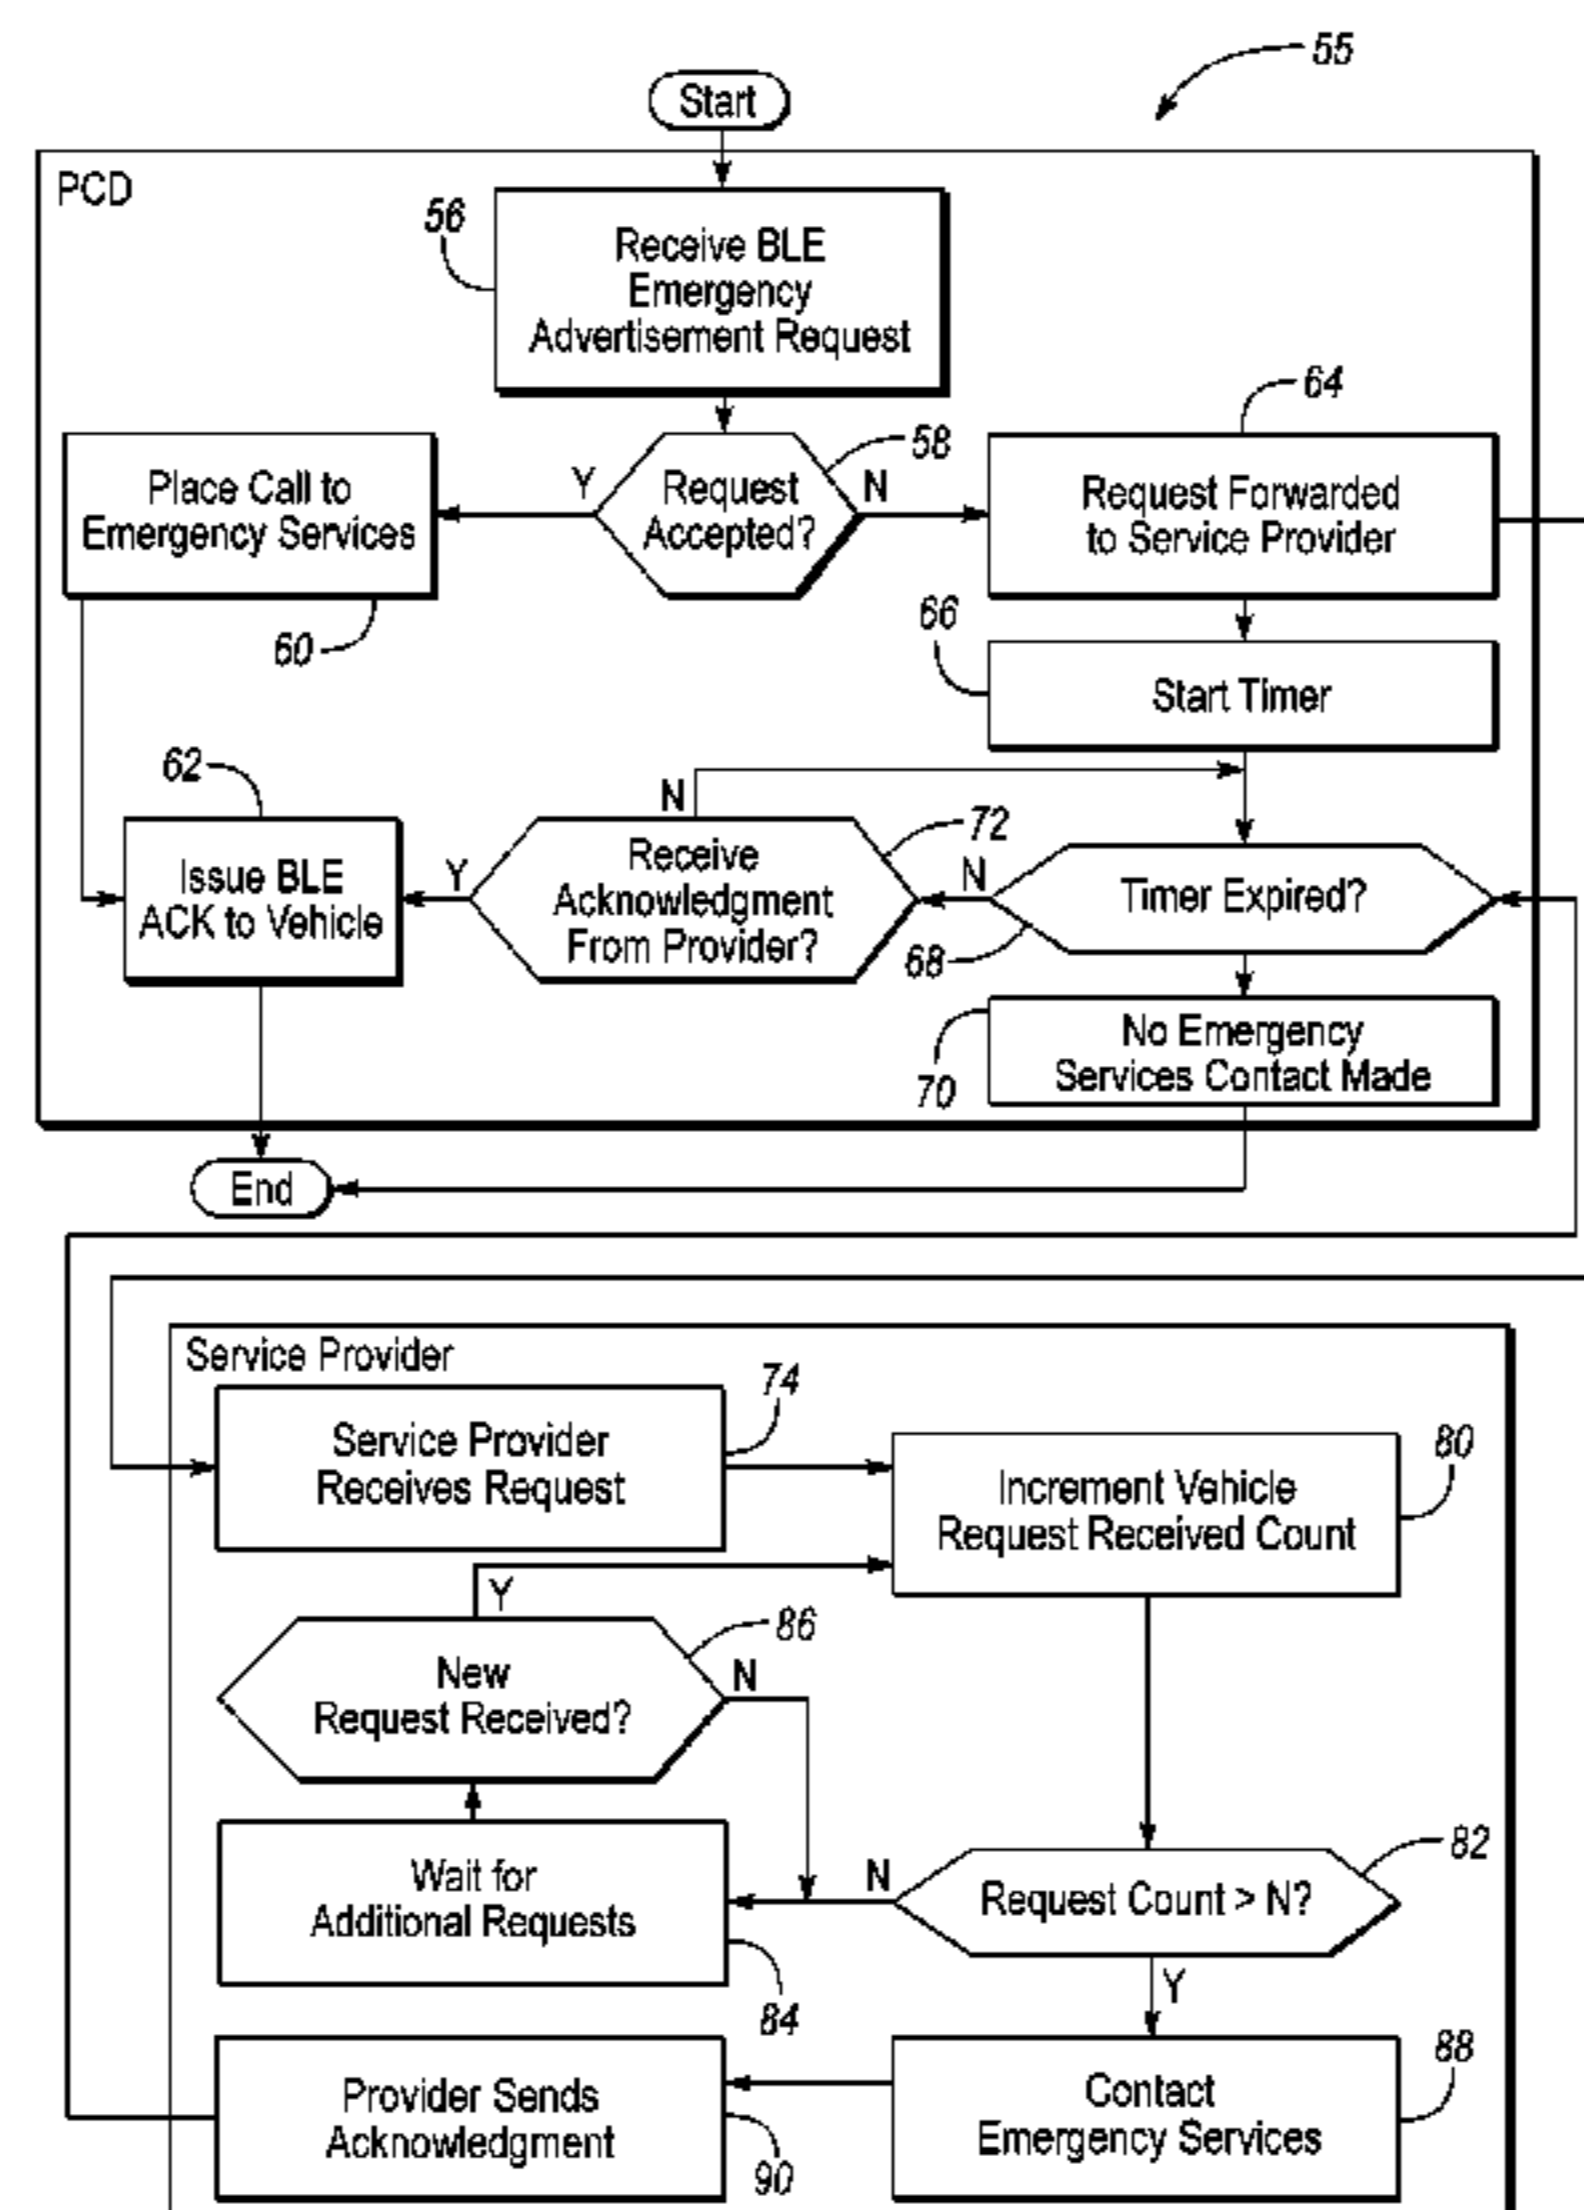 55
Start
PCD
56
Receive BLE
Emergency
Advertisement Request
64
58
Place Call to
Emergency Services
Y
Request
Accepted?
N
Request Forwarded
to Service Provider
60
66
Start Timer
62
N
72
Issue BLE
ACK to Vehicle
Y
Receive
Acknowledgment
From Provider?
N
Timer Expired?
68
No Emergency
Services Contact Made
70
End
Service Provider
74
Service Provider
Receives Request
80
Increment Vehicle
Request Received Count
Y
86
New
Request Received?
N
82
Wait for
Additional Requests
N
Request Count > N?
84
Y
88
Provider Sends
Acknowledgment
Contact
Emergency Services
90